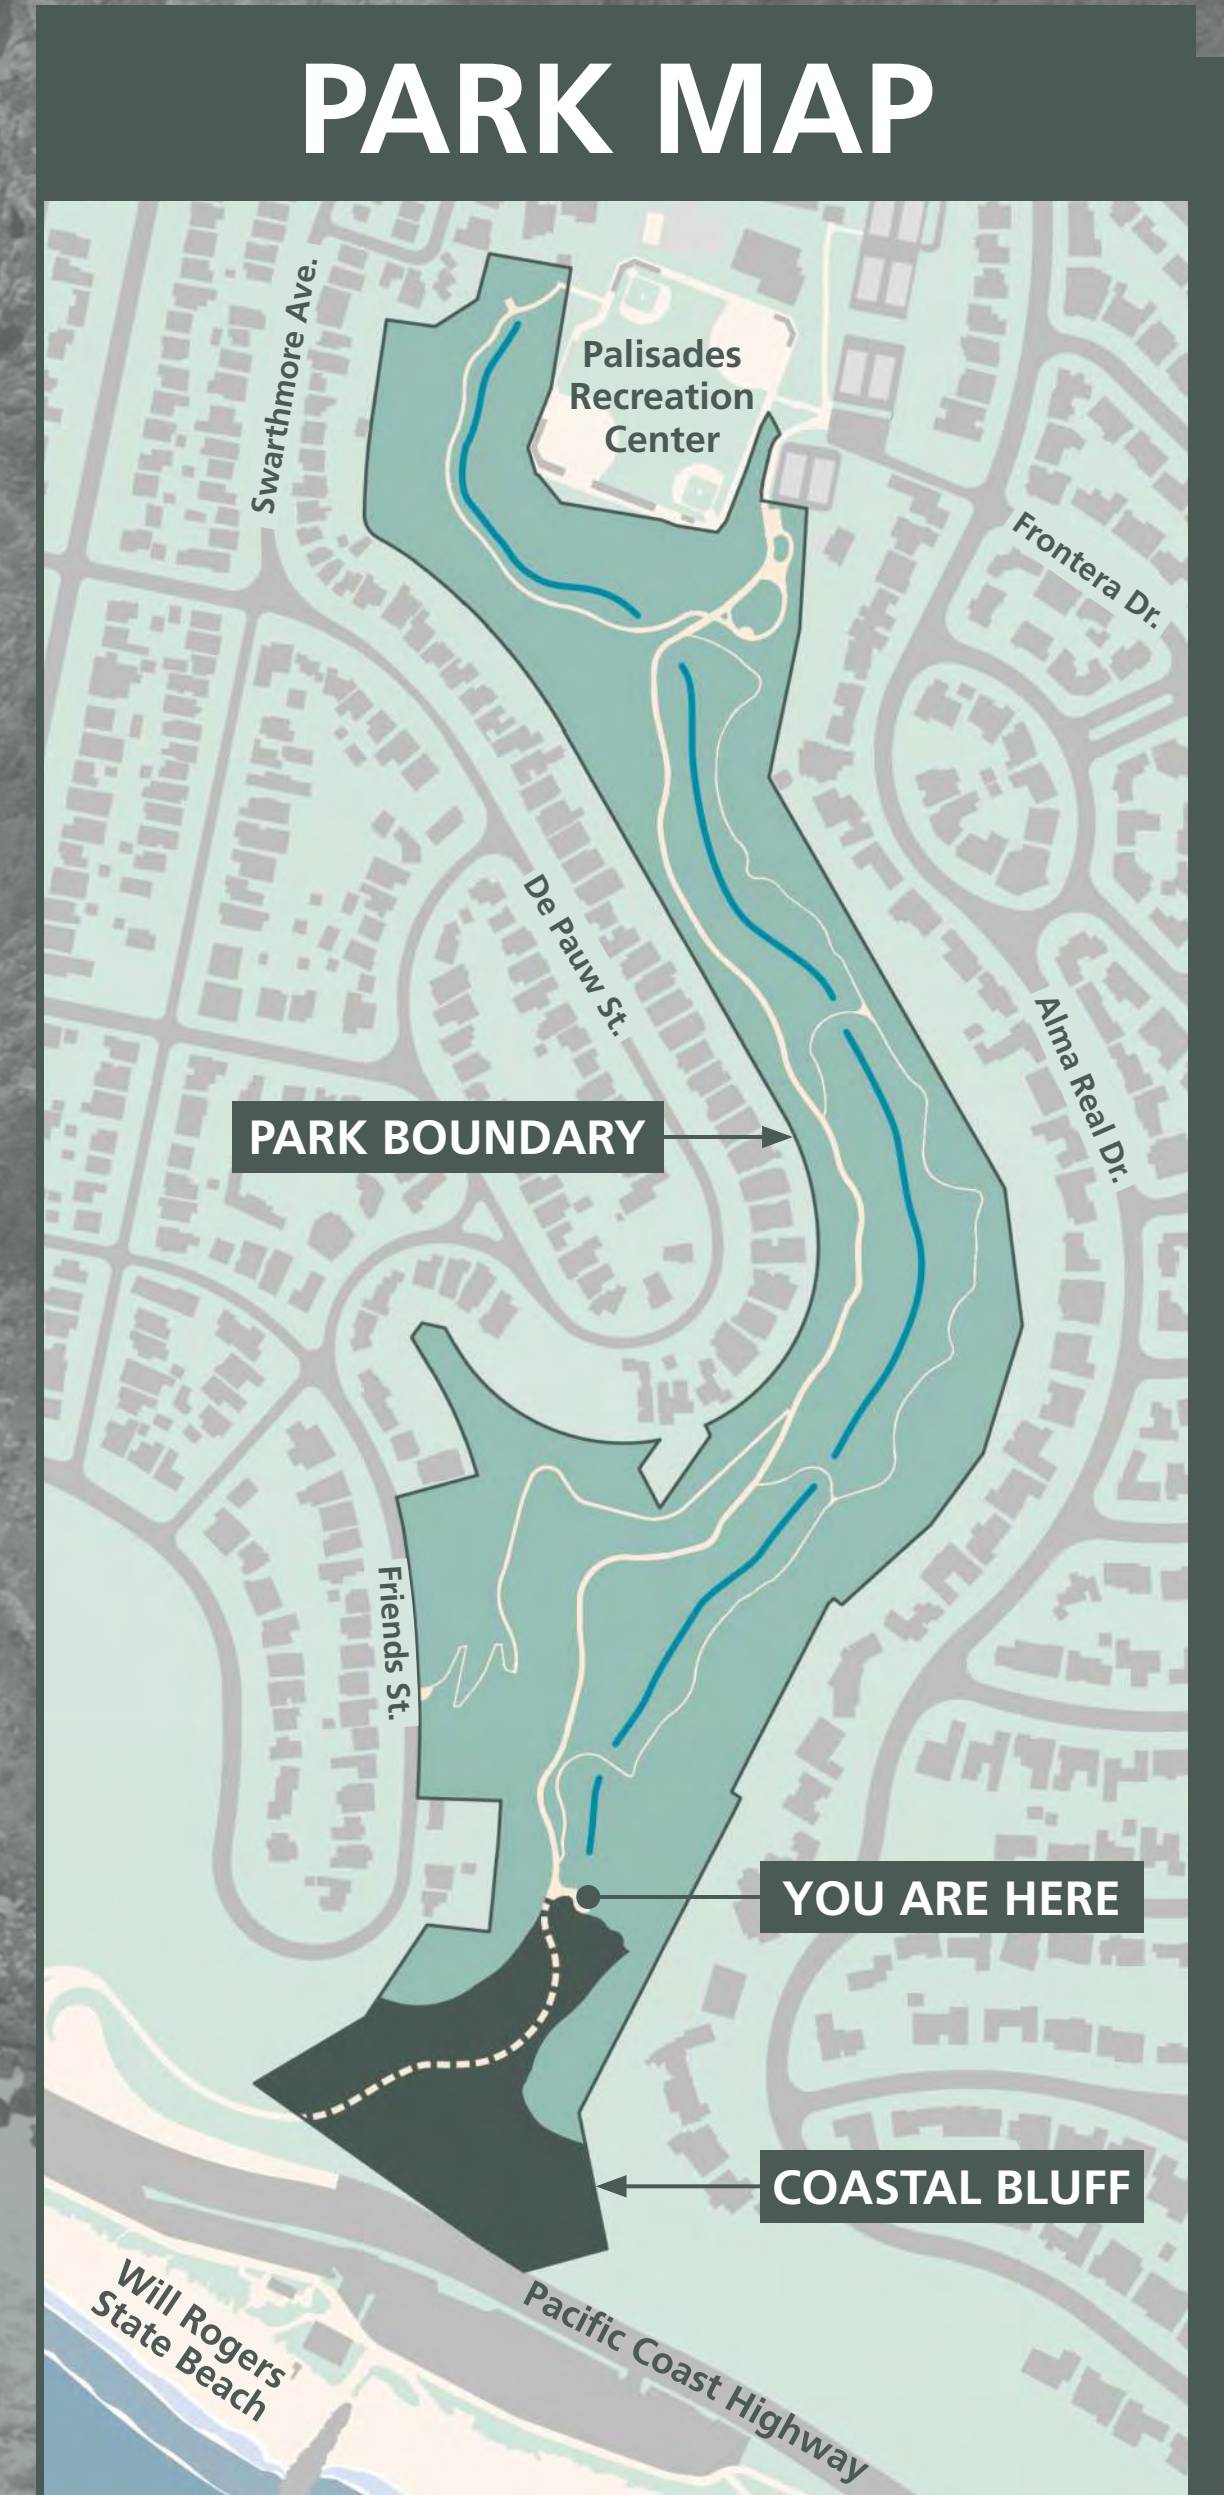 PARK MAP
Swarthmore Ave.
Palisades
Recreation
Center
Frontera Dr.
De Pauw St.
Alma Real Dr.
PARK BOUNDARY
Friends St.
YOU ARE HERE
COASTAL BLUFF
Will Rogers
State Beach
Pacific Coast Highway